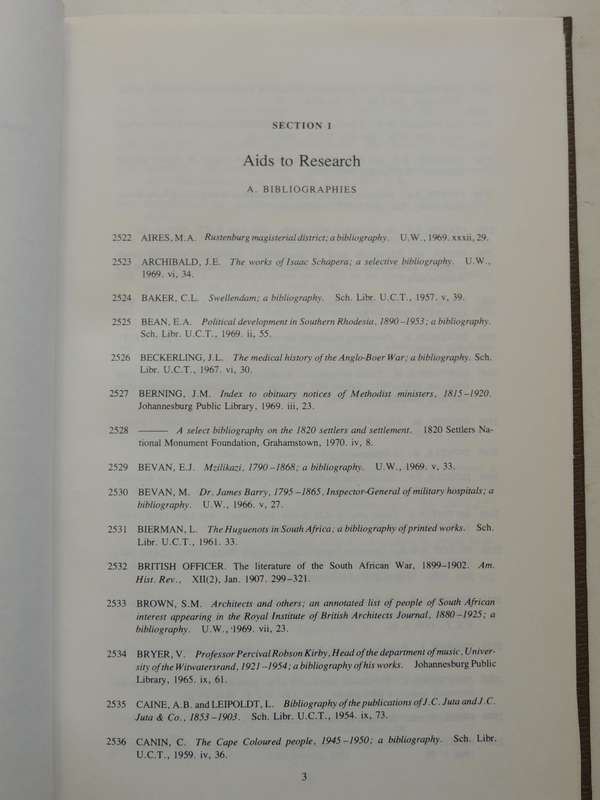 SECTION I
Aids to Research
A. BIBLIOGRAPHIES
2522 AIRES, M.A. Rustenburg magisterial district; a bibliography. U.W., 1969. xxxii, 29.
2523 ARCHIBALD, J.E. The works of Isaac Schapera; a selective bibliography. U.W.,
1969. vi, 34.
2524 BAKER, C.L. Swellendam; a bibliography. Sch. Libr. U.C.T., 1957. v, 39.
2525 BEAN, E.A. Political development in Southern Rhodesia, 1890–1953; a bibliography.
Sch. Libr. U.C.T., 1969. ii, 55.
2526 BECKERLING, J.L. The medical history of the Anglo-Boer War; a bibliography. Sch.
Libr. U.C.T., 1967. vi, 30.
2527 BERNING, J.M. Index to obituary notices of Methodist ministers, 1815–1920.
Johannesburg Public Library, 1969. iii, 23.
2528 ——— A select bibliography on the 1820 settlers and settlement. 1820 Settlers Na-
tional Monument Foundation, Grahamstown, 1970. iv, 8.
2529 BEVAN, E.J. Mzilikazi, 1790–1868; a bibliography. U.W., 1969. v, 33.
2530 BEVAN, M. Dr. James Barry, 1795–1865, Inspector-General of military hospitals; a
bibliography. U.W., 1966. v, 27.
2531 BIERMAN, L. The Huguenots in South Africa; a bibliography of printed works. Sch.
Libr. U.C.T., 1961. 33.
2532 BRITISH OFFICER. The literature of the South African War, 1899–1902. Am.
Hist. Rev., XII(2), Jan. 1907. 299–321.
2533 BROWN, S.M. Architects and others; an annotated list of people of South African
interest appearing in the Royal Institute of British Architects Journal, 1880–1925; a
bibliography. U.W., 1969. vii, 23.
2534 BRYER, V. Professor Percival Robson Kirby, Head of the department of music, Univer-
sity of the Witwatersrand, 1921–1954; a bibliography of his works. Johannesburg Public
Library, 1965. ix, 61.
2535 CAINE, A.B. and LEIPOLDT, L. Bibliography of the publications of J.C. Juta and J.C.
Juta & Co., 1853–1903. Sch. Libr. U.C.T., 1954. ix, 73.
2536 CANIN, C. The Cape Coloured people, 1945–1950; a bibliography. Sch. Libr.
U.C.T., 1959. iv, 36.
3